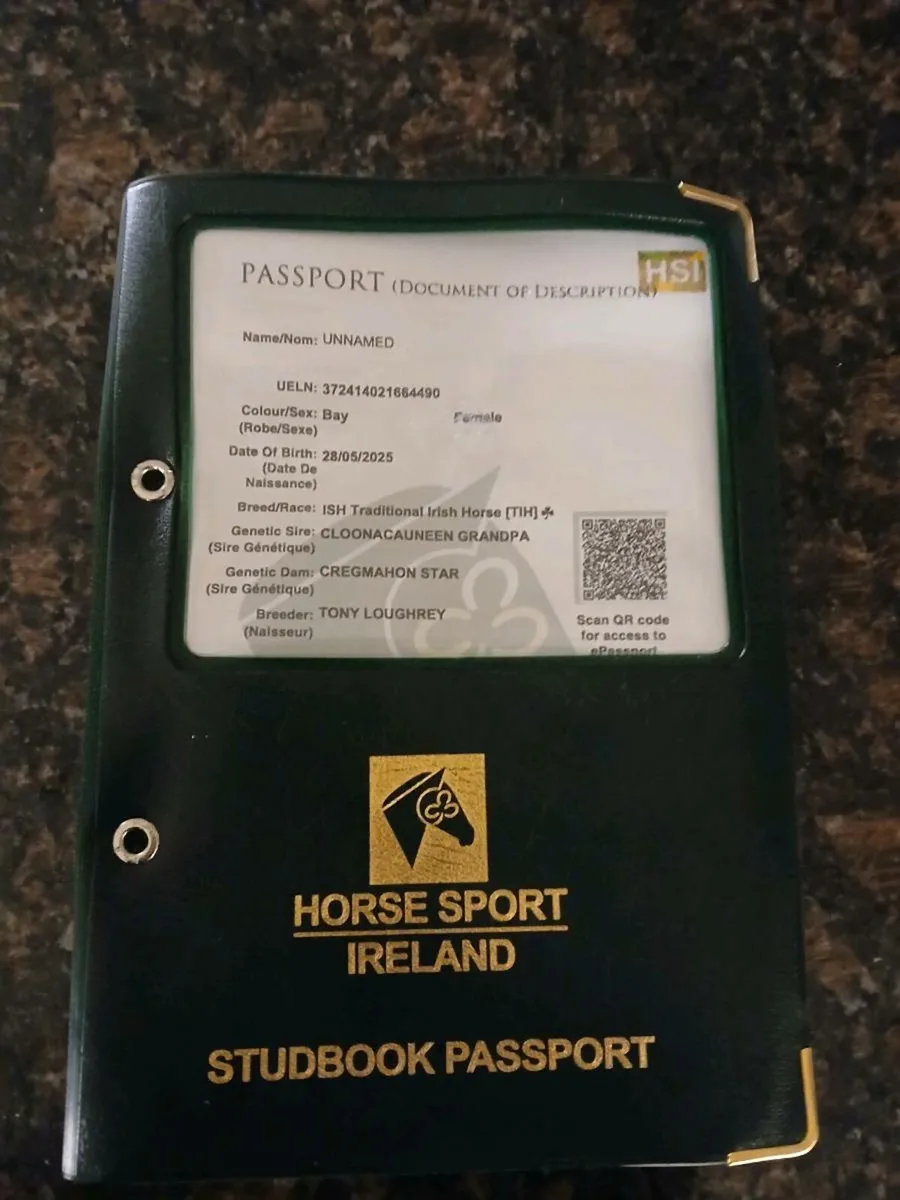 PASSPORT (DOCUMENT OF DESCRIPTION)
HSI
Name/Nom: UNNAMED
UELN: 372414021664490
Colour/Sex: Bay Female
(Robe/Sexe)
Date Of Birth: 28/05/2025
(Date De
Naissance)
Breed/Race: ISH Traditional Irish Horse [TIH]
Genetic Sire: CLOONACAUNEEN GRANDPA
(Sire Génétique)
Genetic Dam: CREGMAHON STAR
(Sire Génétique)
Breeder: TONY LOUGHREY
(Naisseur)
Scan QR code
for access to
ePassport
HORSE SPORT
IRELAND
STUDBOOK PASSPORT